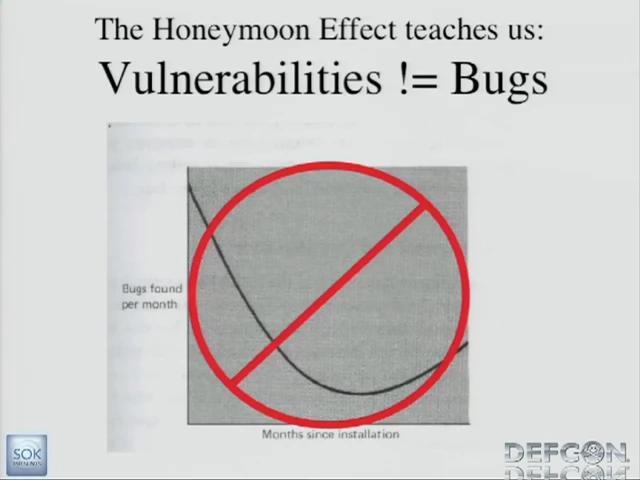 The Honeymoon Effect teaches us:
Vulnerabilities != Bugs
Bugs found
per month
Months since installation
SOK
DEFCON